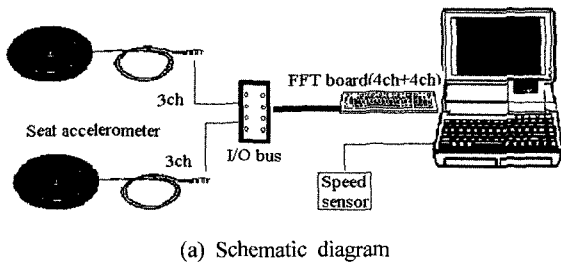 3ch
FFT board(4ch+4ch)
Seat accelerometer
I/O bus
3ch
Speed
sensor
(a) Schematic diagram